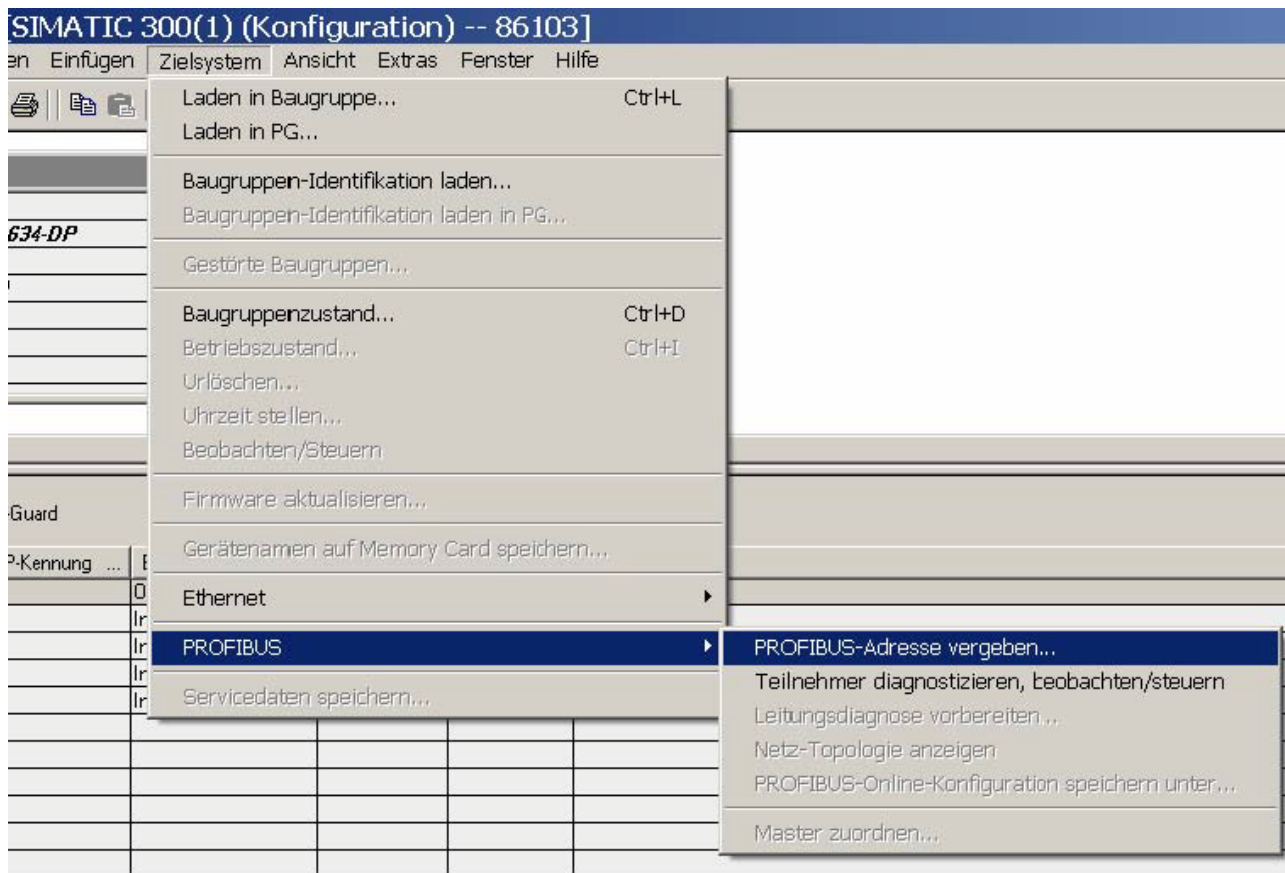 [SIMATIC 300(1) (Konfiguration) -- 86103]
en Einfügen Zielsystem Ansicht Extras Fenster Hilfe
Laden in Baugruppe... Ctrl+L
Laden in PG...
Baugruppen-Identifikation laden...
Baugruppen-Identifikation laden in PG...
634-DP
Gestörte Baugruppen...
Baugruppenzustand... Ctrl+D
Betriebszustand... Ctrl+I
Urlöschen...
Uhrzeit stellen...
Beobachten/Steuern
Firmware aktualisieren...
-Guard
Gerätenamen auf Memory Card speichern...
P-Kennung ...
Ethernet
PROFIBUS
Servicedaten speichern...
PROFIBUS-Adresse vergeben...
Teilnehmer diagnostizieren, beobachten/steuern
Leitungsdiagnose vorbereiten...
Netz-Topologie anzeigen
PROFIBUS-Online-Konfiguration speichern unter...
Master zuordnen...